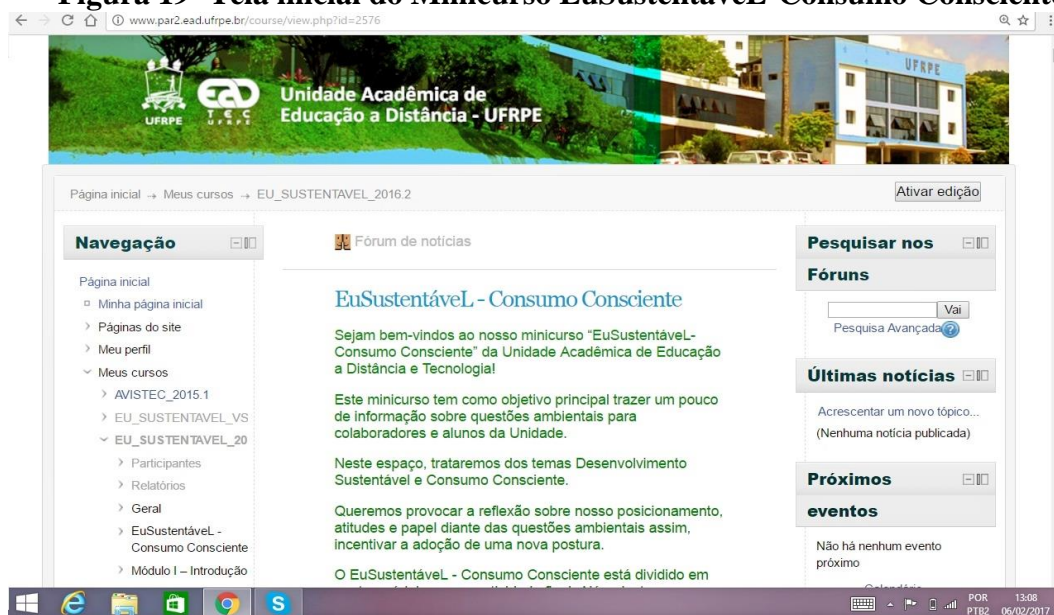 Figura 19- Tela inicial do Minicurso EuSustentáveL-Consumo Consciente
www.par2.ead.ufrpe.br/course/view.php?id=2576
UFRPE
EAD
TEC
UFRPE
Unidade Acadêmica de
Educação a Distância - UFRPE
UFRPE
Página inicial → Meus cursos → EU_SUSTENTAVEL_2016.2
Ativar edição
Navegação
Página inicial
Minha página inicial
Páginas do site
Meu perfil
Meus cursos
AVISTEC_2015.1
EU_SUSTENTAVEL_VS
EU_SUSTENTAVEL_20
Participantes
Relatórios
Geral
EuSustentáveL -
Consumo Consciente
Módulo I – Introdução
Fórum de notícias
EuSustentáveL - Consumo Consciente
Sejam bem-vindos ao nosso minicurso “EuSustentáveL-
Consumo Consciente” da Unidade Acadêmica de Educação
a Distância e Tecnologia!
Este minicurso tem como objetivo principal trazer um pouco
de informação sobre questões ambientais para
colaboradores e alunos da Unidade.
Neste espaço, trataremos dos temas Desenvolvimento
Sustentável e Consumo Consciente.
Queremos provocar a reflexão sobre nosso posicionamento,
atitudes e papel diante das questões ambientais assim,
incentivar a adoção de uma nova postura.
O EuSustentáveL - Consumo Consciente está dividido em
Pesquisar nos
Fóruns
Vai
Pesquisa Avançada
Últimas notícias
Acrescentar um novo tópico...
(Nenhuma notícia publicada)
Próximos
eventos
Não há nenhum evento
próximo
POR
PTB2
13:08
06/02/2017